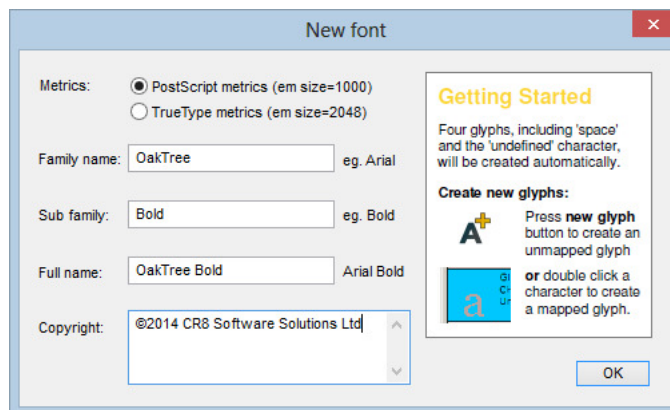 New font
Metrics:
PostScript metrics (em size=1000)
TrueType metrics (em size=2048)
Family name:
OakTree
eg. Arial
Sub family:
Bold
eg. Bold
Full name:
OakTree Bold
Arial Bold
Copyright:
©2014 CR8 Software Solutions Ltd
Getting Started
Four glyphs, including 'space'
and the 'undefined' character,
will be created automatically.
Create new glyphs:
A
Press new glyph
button to create an
unmapped glyph
a
or double click a
character to create
a mapped glyph.
OK